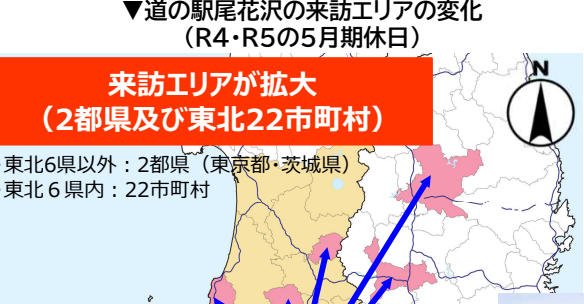 ▼道の駅尾花沢の来訪エリアの変化
（R4・R5の5月期休日）
来訪エリアが拡大
（2都県及び東北22市町村）
東北6県以外：2都県（東京都・茨城県）
東北６県内：22市町村
N